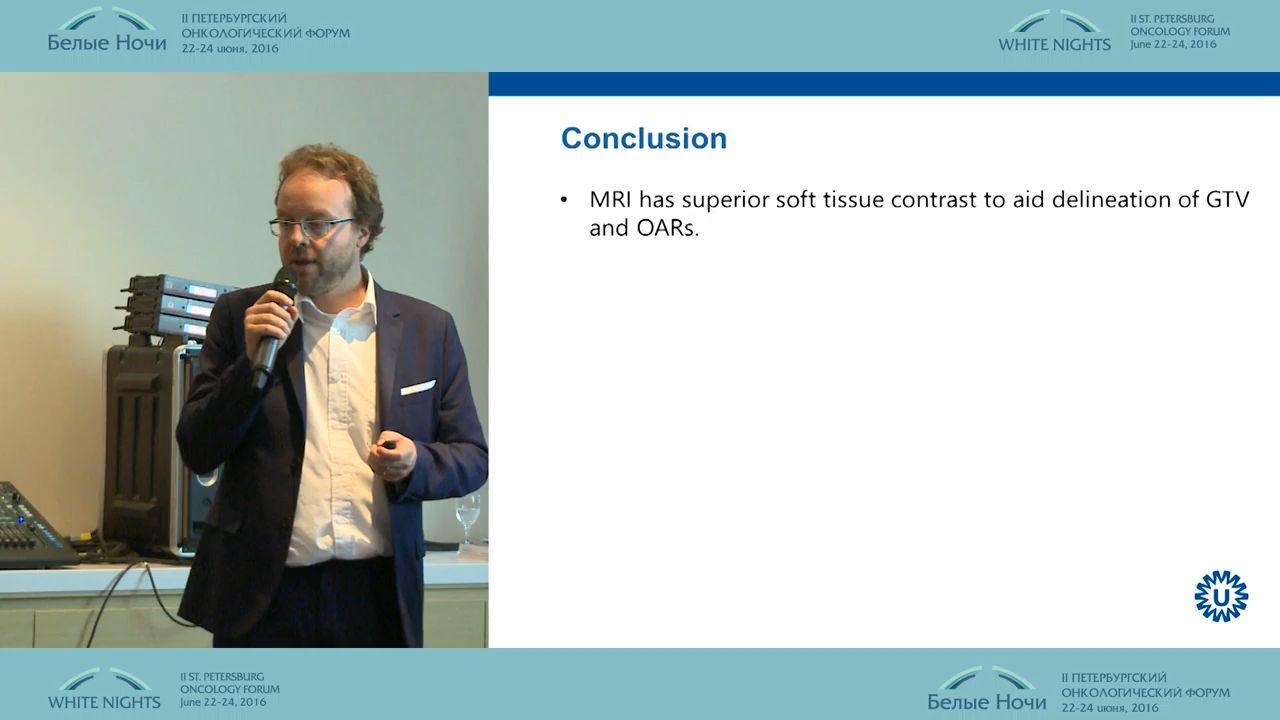 Белые Ночи
II ПЕТЕРБУРГСКИЙ
ОНКОЛОГИЧЕСКИЙ ФОРУМ
22-24 июня, 2016
WHITE NIGHTS
II ST. PETERSBURG
ONCOLOGY FORUM
June 22-24, 2016
Conclusion
• MRI has superior soft tissue contrast to aid delineation of GTV
and OARs.
U
WHITE NIGHTS
II ST. PETERSBURG
ONCOLOGY FORUM
June 22-24, 2016
Белые Ночи
II ПЕТЕРБУРГСКИЙ
ОНКОЛОГИЧЕСКИЙ ФОРУМ
22-24 июня, 2016